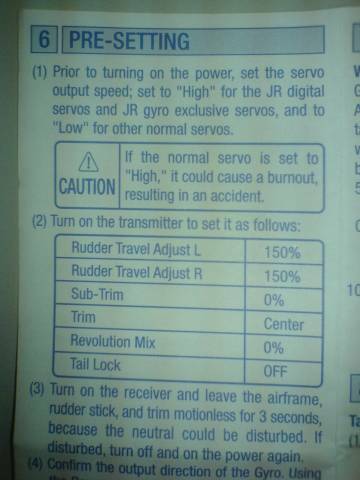 6 PRE-SETTING
(1) Prior to turning on the power, set the servo
output speed; set to "High" for the JR digital
servos and JR gyro exclusive servos, and to
"Low" for other normal servos.
CAUTION
If the normal servo is set to
"High," it could cause a burnout,
resulting in an accident.
(2) Turn on the transmitter to set it as follows:
Rudder Travel Adjust L 150%
Rudder Travel Adjust R 150%
Sub-Trim 0%
Trim Center
Revolution Mix 0%
Tail Lock OFF
(3) Turn on the receiver and leave the airframe,
rudder stick, and trim motionless for 3 seconds,
because the neutral could be disturbed. If
disturbed, turn off and on the power again.
(4) Confirm the output direction of the Gyro. Using